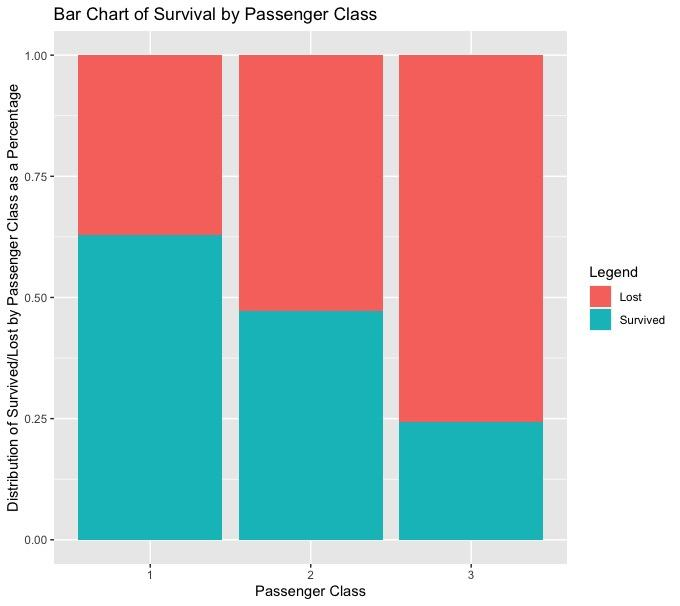 Bar Chart of Survival by Passenger Class
Distribution of Survived/Lost by Passenger Class as a Percentage
1.00
0.75
0.50
0.25
0.00
1
2
3
Passenger Class
Legend
Lost
Survived